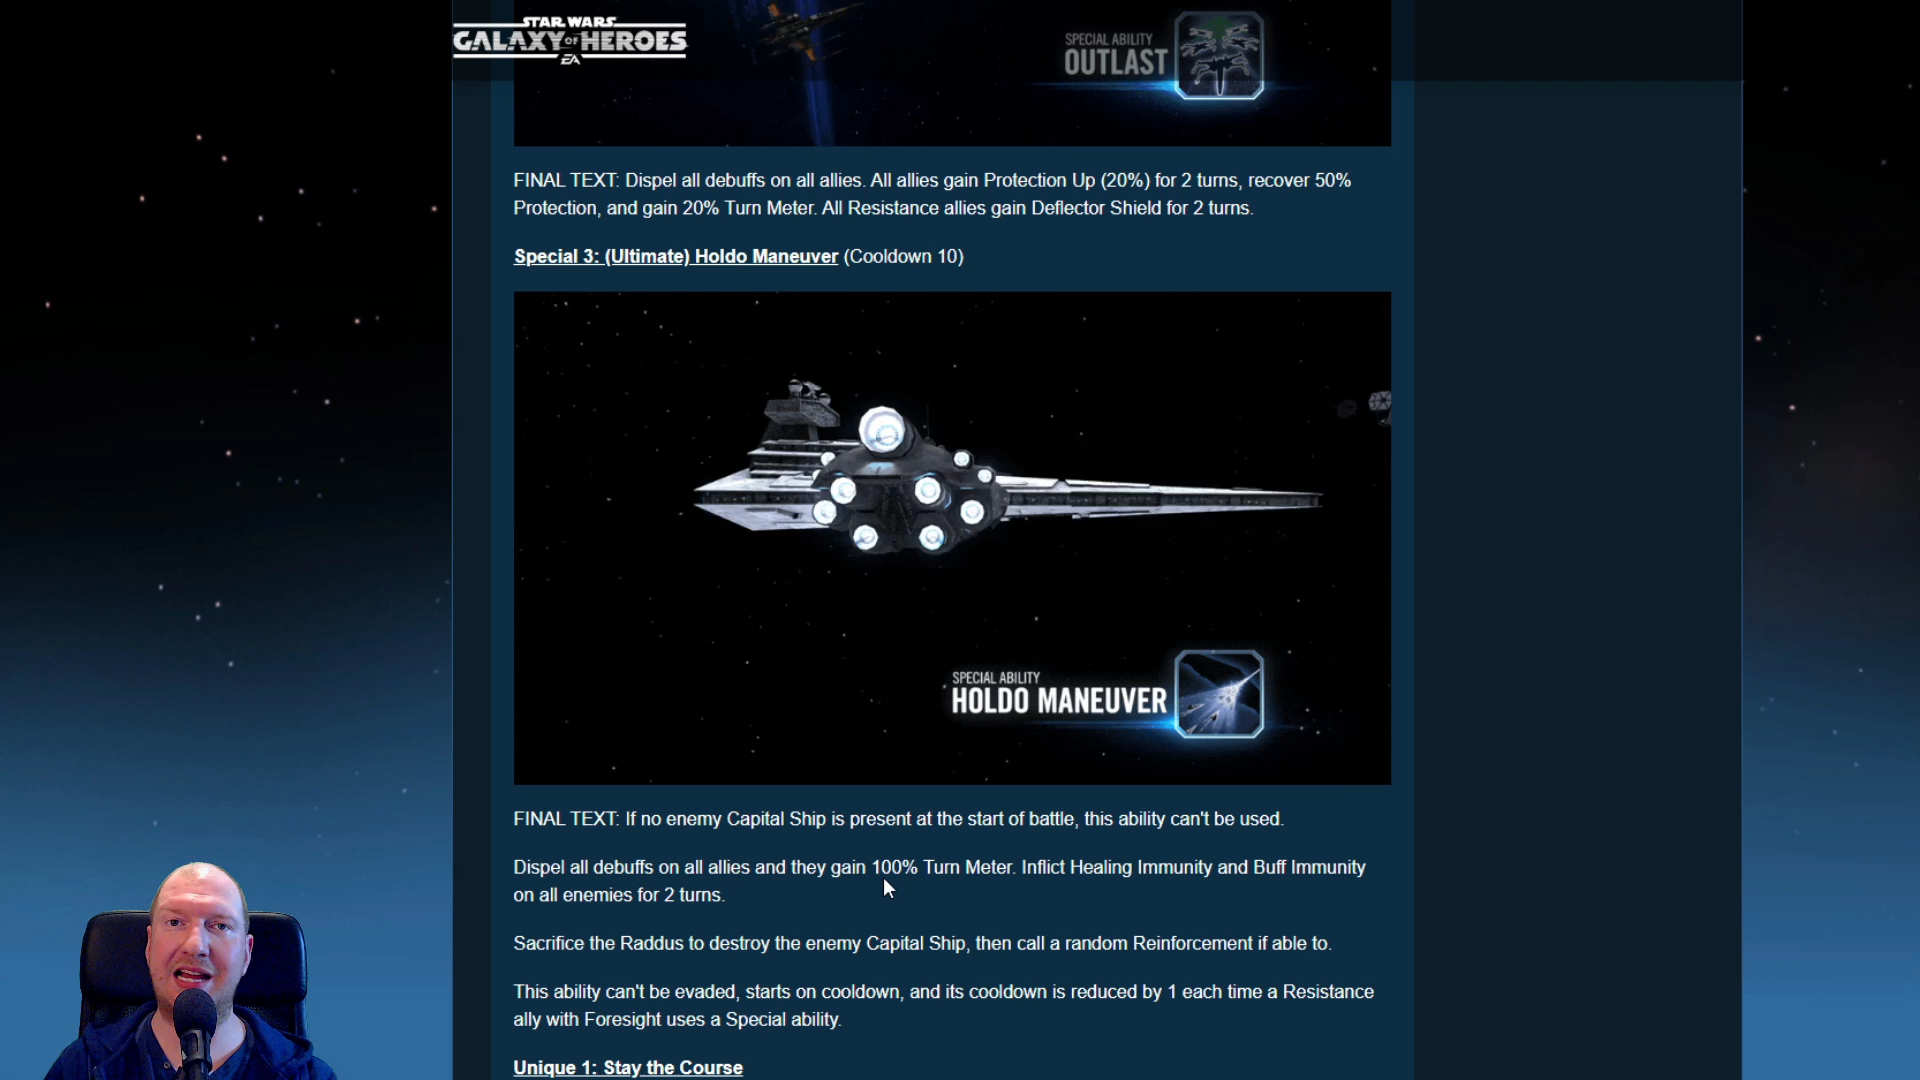 STAR WARS
GALAXY OF HEROES
EA
SPECIAL ABILITY
OUTLAST
FINAL TEXT: Dispel all debuffs on all allies. All allies gain Protection Up (20%) for 2 turns, recover 50%
Protection, and gain 20% Turn Meter. All Resistance allies gain Deflector Shield for 2 turns.
Special 3: (Ultimate) Holdo Maneuver (Cooldown 10)
SPECIAL ABILITY
HOLDO MANEUVER
FINAL TEXT: If no enemy Capital Ship is present at the start of battle, this ability can't be used.
Dispel all debuffs on all allies and they gain 100% Turn Meter. Inflict Healing Immunity and Buff Immunity
on all enemies for 2 turns.
Sacrifice the Raddus to destroy the enemy Capital Ship, then call a random Reinforcement if able to.
This ability can't be evaded, starts on cooldown, and its cooldown is reduced by 1 each time a Resistance
ally with Foresight uses a Special ability.
Unique 1: Stay the Course